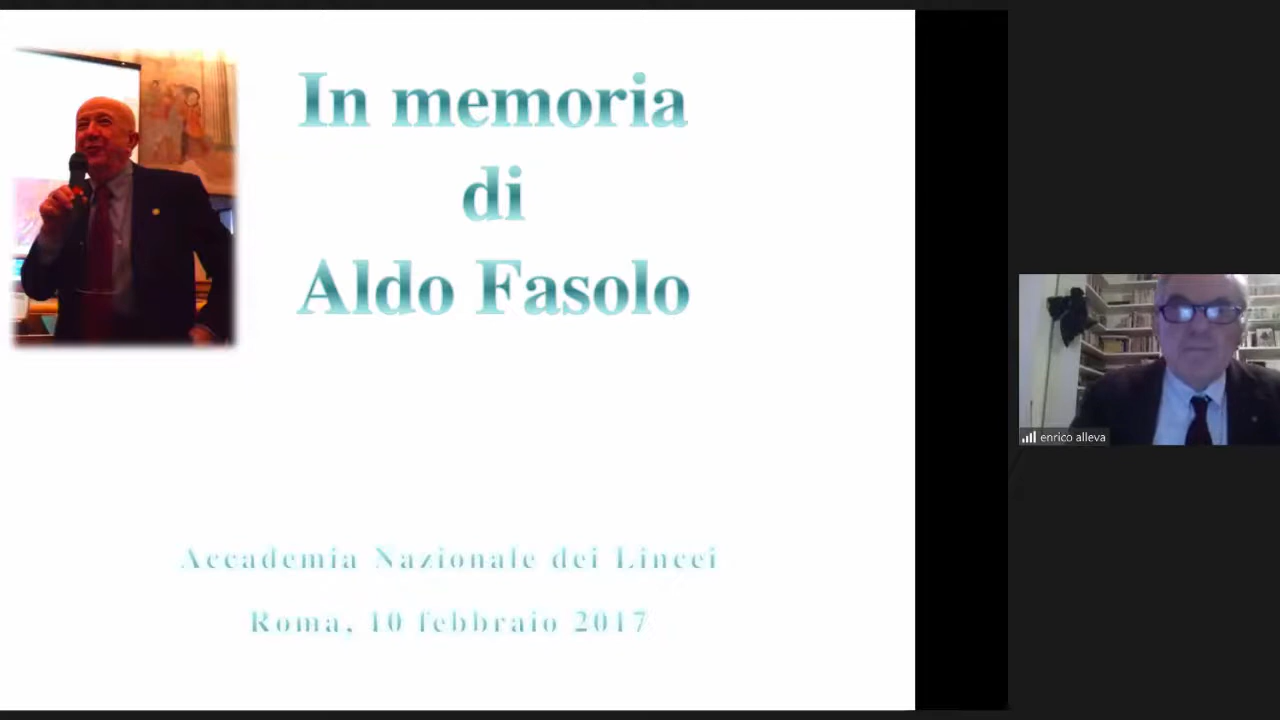 In memoria
di
Aldo Fasolo
Accademia Nazionale dei Lincei
Roma, 10 febbraio 2017
enrico alleva